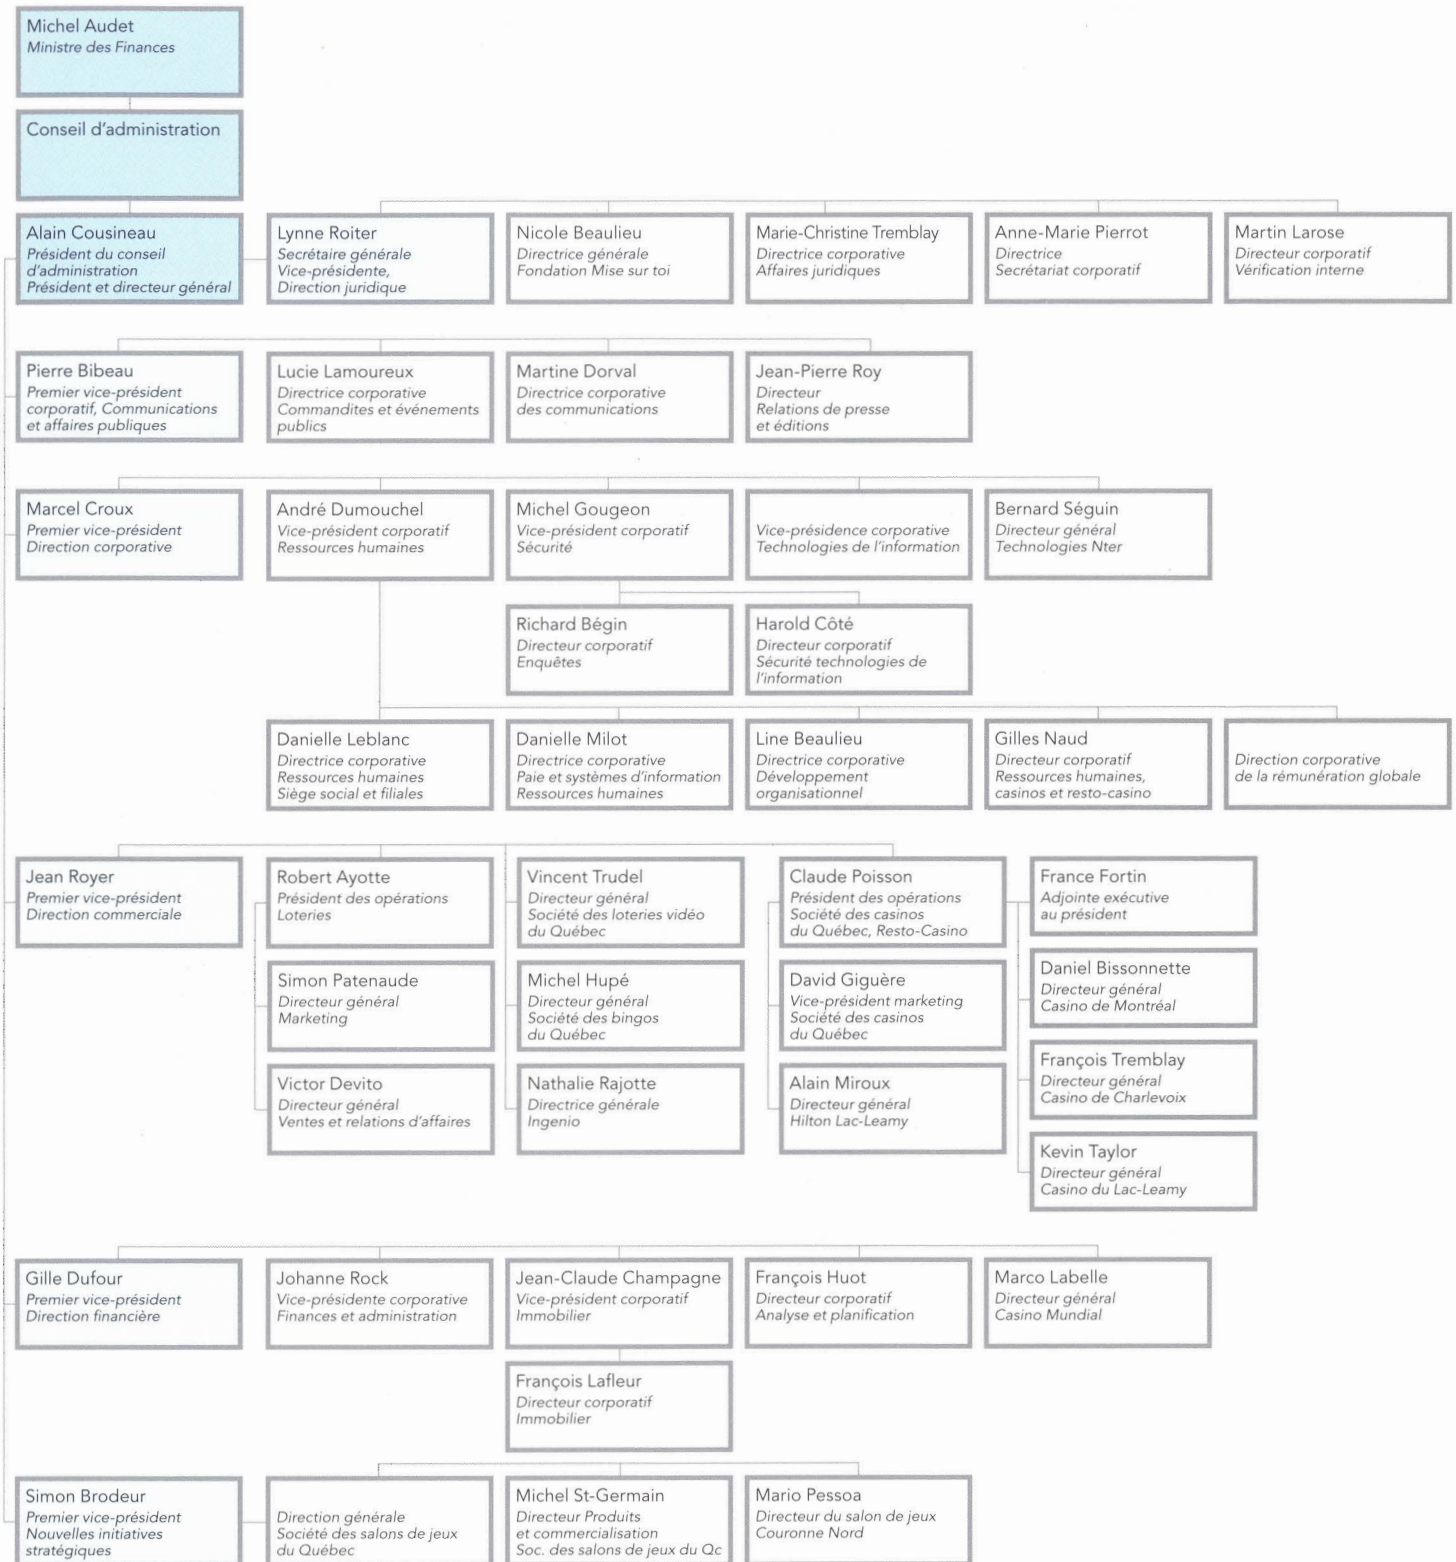 Michel Audet
Ministre des Finances
Conseil d'administration
Alain Cousineau
Président du conseil
d'administration
Président et directeur général
Lynne Roiter
Secrétaire générale
Vice-présidente,
Direction juridique
Nicole Beaulieu
Directrice générale
Fondation Mise sur toi
Marie-Christine Tremblay
Directrice corporative
Affaires juridiques
Anne-Marie Pierrot
Directrice
Secrétariat corporatif
Martin Larose
Directeur corporatif
Vérification interne
Pierre Bibeau
Premier vice-président
corporatif, Communications
et affaires publiques
Lucie Lamoureux
Directrice corporative
Commandites et événements
publics
Martine Dorval
Directrice corporative
des communications
Jean-Pierre Roy
Directeur
Relations de presse
et éditions
Marcel Croux
Premier vice-président
Direction corporative
André Dumouchel
Vice-président corporatif
Ressources humaines
Michel Gougeon
Vice-président corporatif
Sécurité
Vice-présidence corporative
Technologies de l'information
Bernard Séguin
Directeur général
Technologies Nter
Richard Bégin
Directeur corporatif
Enquêtes
Harold Côté
Directeur corporatif
Sécurité technologies de
l'information
Danielle Leblanc
Directrice corporative
Ressources humaines
Siège social et filiales
Danielle Milot
Directrice corporative
Paie et systèmes d'information
Ressources humaines
Line Beaulieu
Directrice corporative
Développement
organisationnel
Gilles Naud
Directeur corporatif
Ressources humaines,
casinos et resto-casino
Direction corporative
de la rémunération globale
Jean Royer
Premier vice-président
Direction commerciale
Robert Ayotte
Président des opérations
Loteries
Vincent Trudel
Directeur général
Société des loteries vidéo
du Québec
Claude Poisson
Président des opérations
Société des casinos
du Québec, Resto-Casino
France Fortin
Adjointe exécutive
au président
Simon Patenaude
Directeur général
Marketing
Michel Hupé
Directeur général
Société des bingos
du Québec
David Giguère
Vice-président marketing
Société des casinos
du Québec
Daniel Bissonnette
Directeur général
Casino de Montréal
François Tremblay
Directeur général
Casino de Charlevoix
Victor Devito
Directeur général
Ventes et relations d'affaires
Nathalie Rajotte
Directrice générale
Ingenio
Alain Miroux
Directeur général
Hilton Lac-Leamy
Kevin Taylor
Directeur général
Casino du Lac-Leamy
Gille Dufour
Premier vice-président
Direction financière
Johanne Rock
Vice-présidente corporative
Finances et administration
Jean-Claude Champagne
Vice-président corporatif
Immobilier
François Huot
Directeur corporatif
Analyse et planification
Marco Labelle
Directeur général
Casino Mundial
François Lafleur
Directeur corporatif
Immobilier
Simon Brodeur
Premier vice-président
Nouvelles initiatives
stratégiques
Direction générale
Société des salons de jeux
du Québec
Michel St-Germain
Directeur Produits
et commercialisation
Soc. des salons de jeux du Qc
Mario Pessoa
Directeur du salon de jeux
Couronne Nord